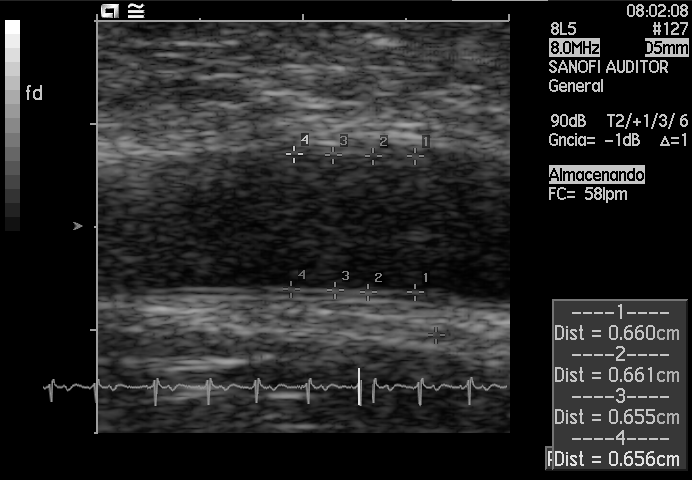 08:02:08
8L5 #127
8.0MHz D5mm
SANOFI AUDITOR
General
90dB T2/+1/3/ 6
Gncia= -1dB Δ=1
Almacenando
FC= 58lpm
fd
4 3 2 1
4 3 2 1
----1----
Dist = 0.660cm
----2----
Dist = 0.661cm
----3----
Dist = 0.655cm
----4----
Dist = 0.656cm